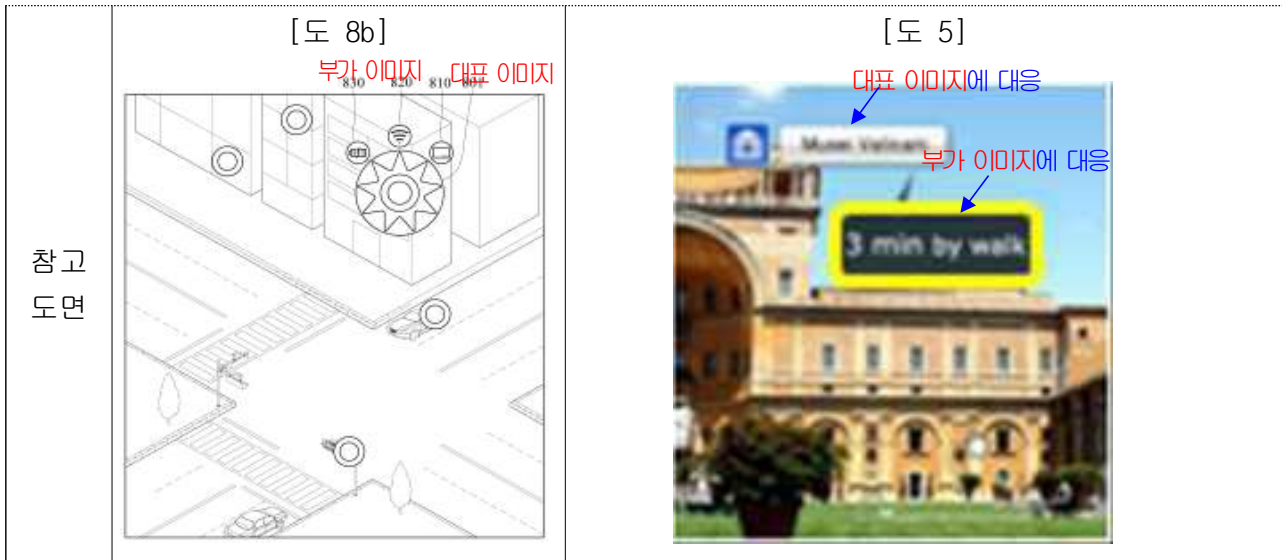 [도 8b]
[도 5]
부가 이미지
대표 이미지
830 820 810 801
대표 이미지에 대응
Musei Vaticani
부가 이미지에 대응
3 min by walk
참고
도면